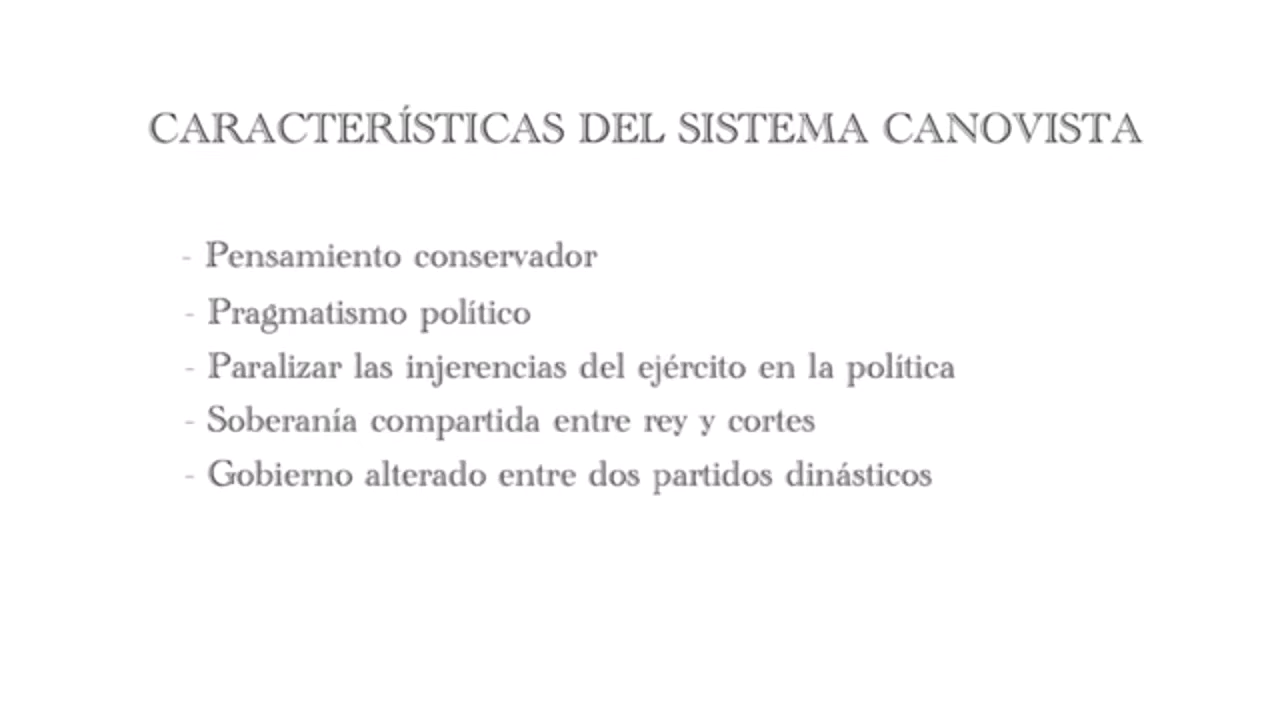 CARACTERÍSTICAS DEL SISTEMA CANOVISTA
- Pensamiento conservador
- Pragmatismo político
- Paralizar las injerencias del ejército en la política
- Soberanía compartida entre rey y cortes
- Gobierno alterado entre dos partidos dinásticos